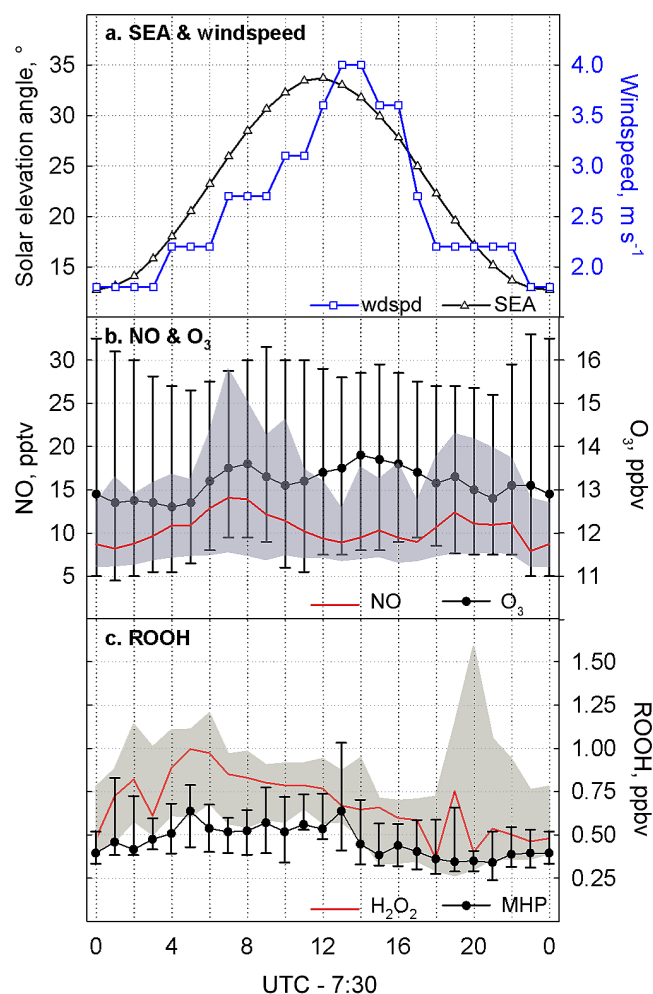 a. SEA & windspeed
Solar elevation angle, °
35
30
25
20
15
4.0
3.5
3.0
2.5
2.0
Windspeed, m s⁻¹
wdspd
SEA
b. NO & O₃
NO, pptv
30
25
20
15
10
5
16
15
14
13
12
11
O₃, ppbv
NO
O₃
c. ROOH
1.50
1.25
1.00
0.75
0.50
0.25
ROOH, ppbv
H₂O₂
MHP
0 4 8 12 16 20 0
UTC - 7:30